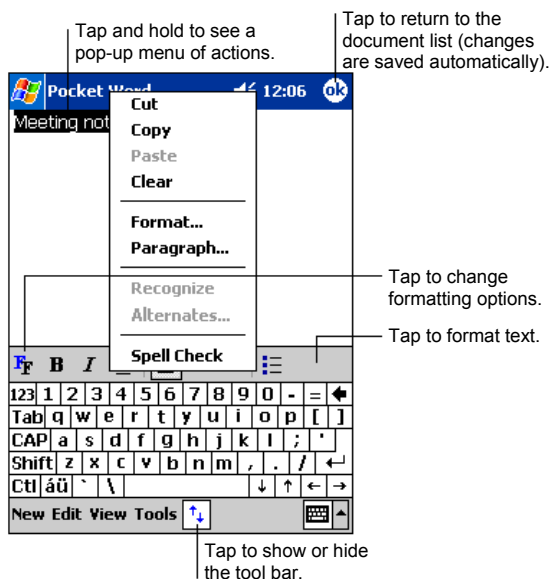 Tap and hold to see a
pop-up menu of actions.
Tap to return to the
document list (changes
are saved automatically).
Pocket Word 12:06 ok
Meeting not
Cut
Copy
Paste
Clear
Format...
Paragraph...
Recognize
Alternates...
Spell Check
Tap to change
formatting options.
Tap to format text.
FF B I
123 1 2 3 4 5 6 7 8 9 0 - = 🡄
Tab q w e r t y u i o p [ ]
CAP a s d f g h j k l ; '
Shift z x c v b n m , . / ↵
Ctl áü ` \ ↓ ↑ ← →
New Edit View Tools
Tap to show or hide
the tool bar.